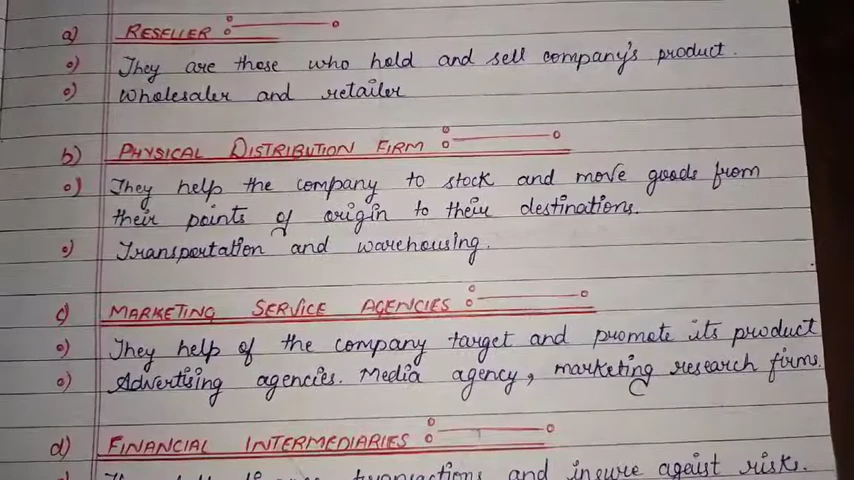 a) RESELLER
o) They are those who hold and sell company's product.
o) Wholesaler and retailer
b) PHYSICAL DISTRIBUTION FIRM
o) They help the company to stock and move goods from
their points of origin to their destinations.
o) Transportation and warehousing.
c) MARKETING SERVICE AGENCIES
o) They help of the company target and promote its product
o) Advertising agencies. Media agency, marketing research firms.
d) FINANCIAL INTERMEDIARIES
transactions and insure ageist risks.